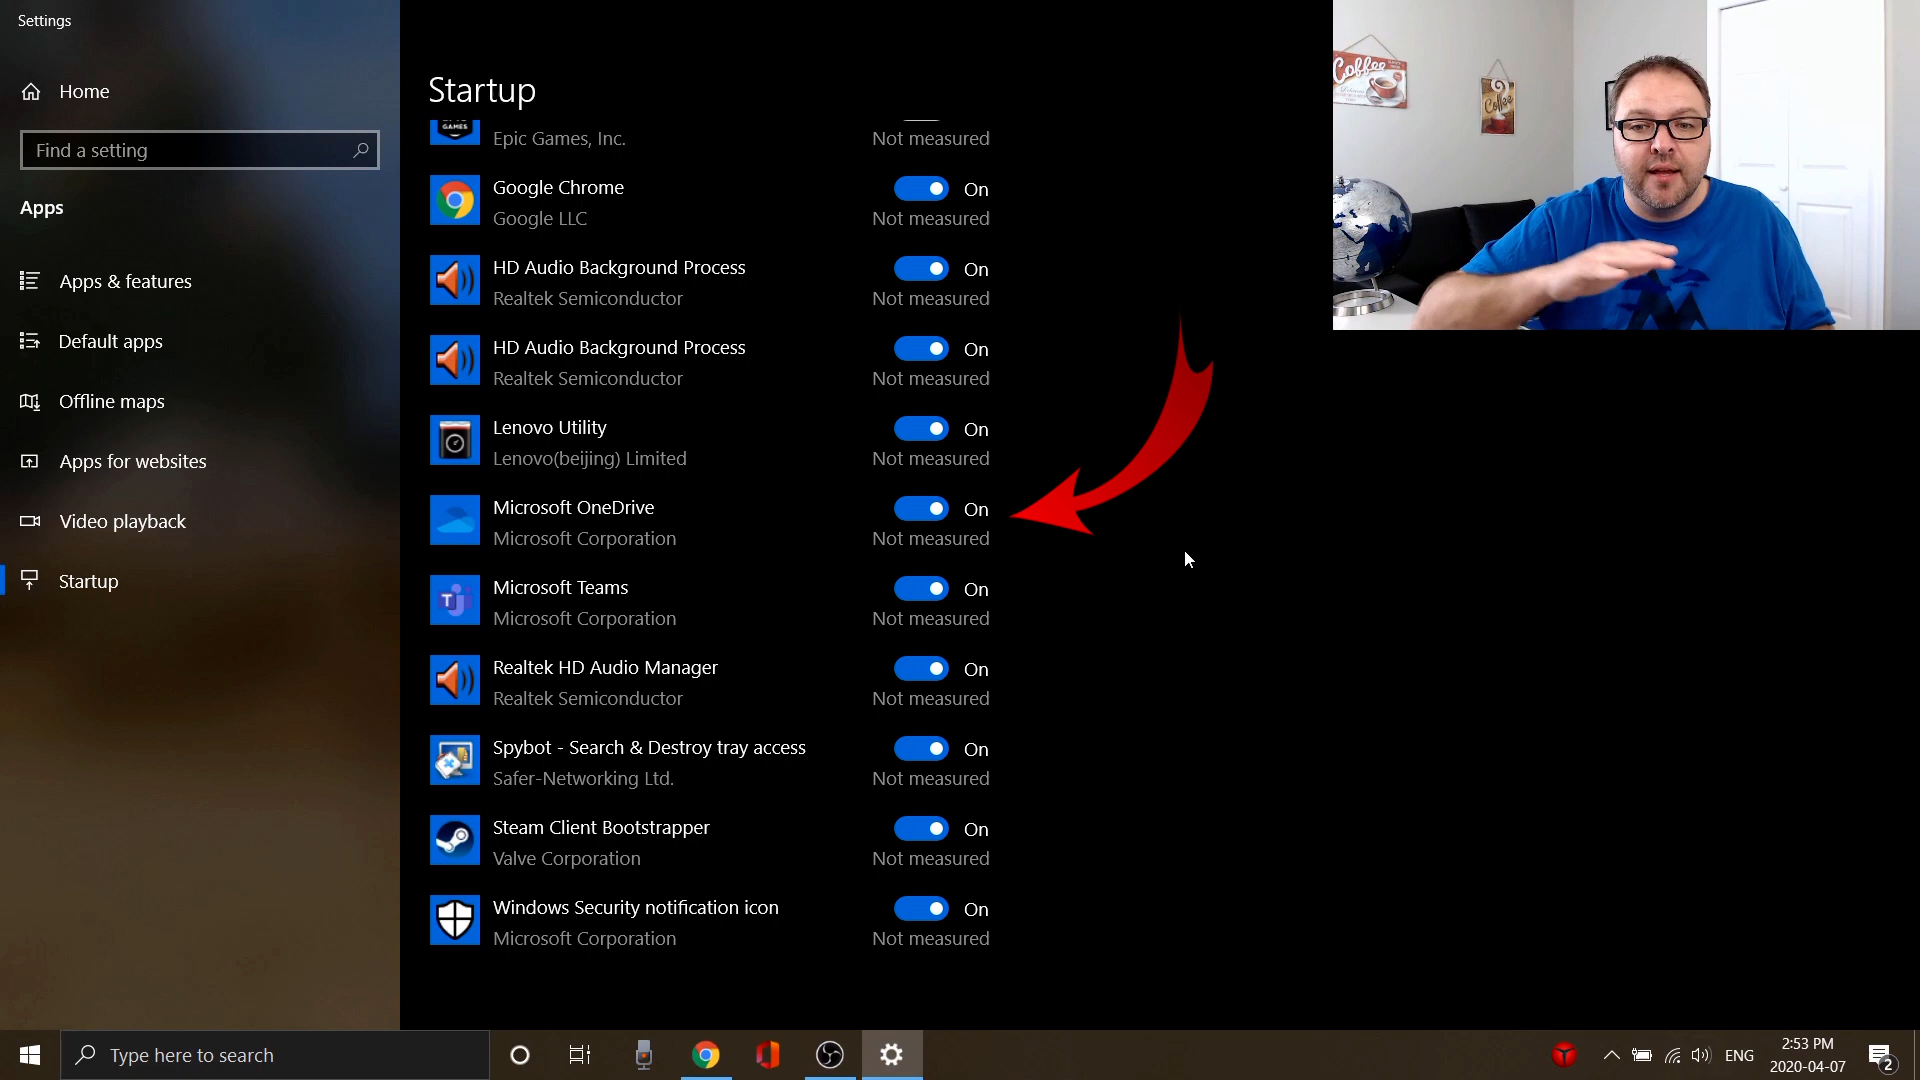 Settings
Home
Find a setting
Apps
Apps & features
Default apps
Offline maps
Apps for websites
Video playback
Startup
Startup
GAMES
Epic Games, Inc.
Not measured
Google Chrome
On
Google LLC
Not measured
HD Audio Background Process
On
Realtek Semiconductor
Not measured
HD Audio Background Process
On
Realtek Semiconductor
Not measured
Lenovo Utility
On
Lenovo(beijing) Limited
Not measured
Microsoft OneDrive
On
Microsoft Corporation
Not measured
Microsoft Teams
On
Microsoft Corporation
Not measured
Realtek HD Audio Manager
On
Realtek Semiconductor
Not measured
Spybot - Search & Destroy tray access
On
Safer-Networking Ltd.
Not measured
Steam Client Bootstrapper
On
Valve Corporation
Not measured
Windows Security notification icon
On
Microsoft Corporation
Not measured
Coffee
Coffee
Type here to search
ENG
2:53 PM
2020-04-07
2